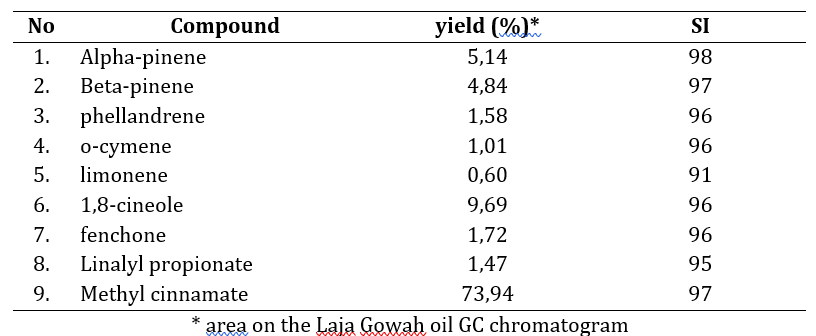 No Compound yield (%)* SI
1. Alpha-pinene 5,14 98
2. Beta-pinene 4,84 97
3. phellandrene 1,58 96
4. o-cymene 1,01 96
5. limonene 0,60 91
6. 1,8-cineole 9,69 96
7. fenchone 1,72 96
8. Linalyl propionate 1,47 95
9. Methyl cinnamate 73,94 97
* area on the Laja Gowah oil GC chromatogram